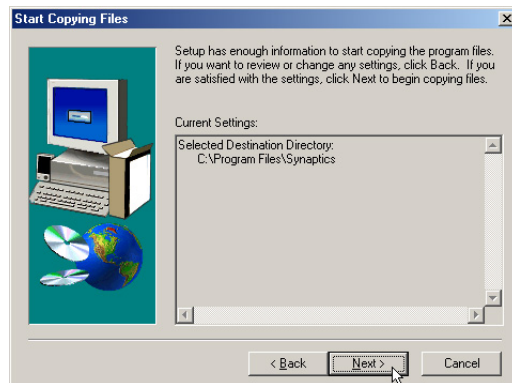 Start Copying Files
Setup has enough information to start copying the program files.
If you want to review or change any settings, click Back. If you
are satisfied with the settings, click Next to begin copying files.
Current Settings:
Selected Destination Directory:
C:\Program Files\Synaptics
< Back
Next >
Cancel